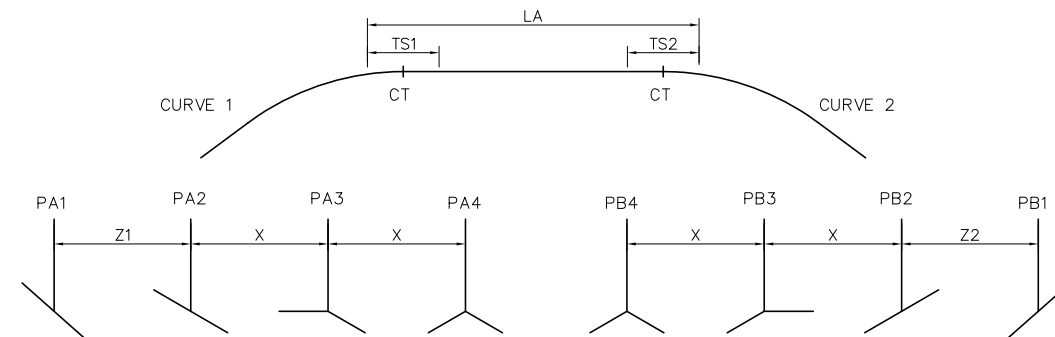 LA
TS1 TS2
CT CT
CURVE 1 CURVE 2
PA1 PA2 PA3 PA4 PB4 PB3 PB2 PB1
Z1 X X X X Z2